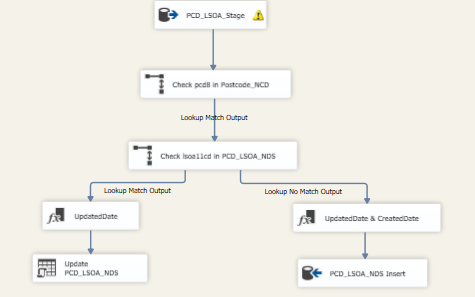 PCD_LSOA_Stage
Check pcd8 in Postcode_NCD
Lookup Match Output
Check lsoa11cd in PCD_LSOA_NDS
Lookup Match Output
Lookup No Match Output
UpdatedDate
UpdatedDate & CreatedDate
Update
PCD_LSOA_NDS
PCD_LSOA_NDS Insert